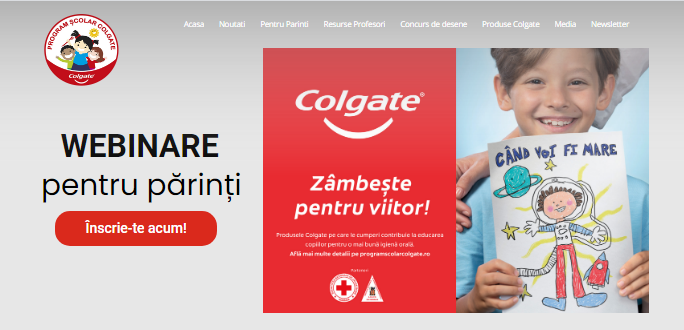 PROGRAM ȘCOLAR COLGATE
Colgate
Acasa Noutati Pentru Parinti Resurse Profesori Concurs de desene Produse Colgate Media Newsletter
WEBINARE
pentru părinți
Înscrie-te acum!
Colgate®
Zâmbește
pentru viitor!
Produsele Colgate pe care le cumperi contribuie la educarea
copiilor pentru o mai bună igienă orală.
Află mai multe detalii pe programscolarcolgate.ro
Parteneri:
CÂND VOI FI MARE